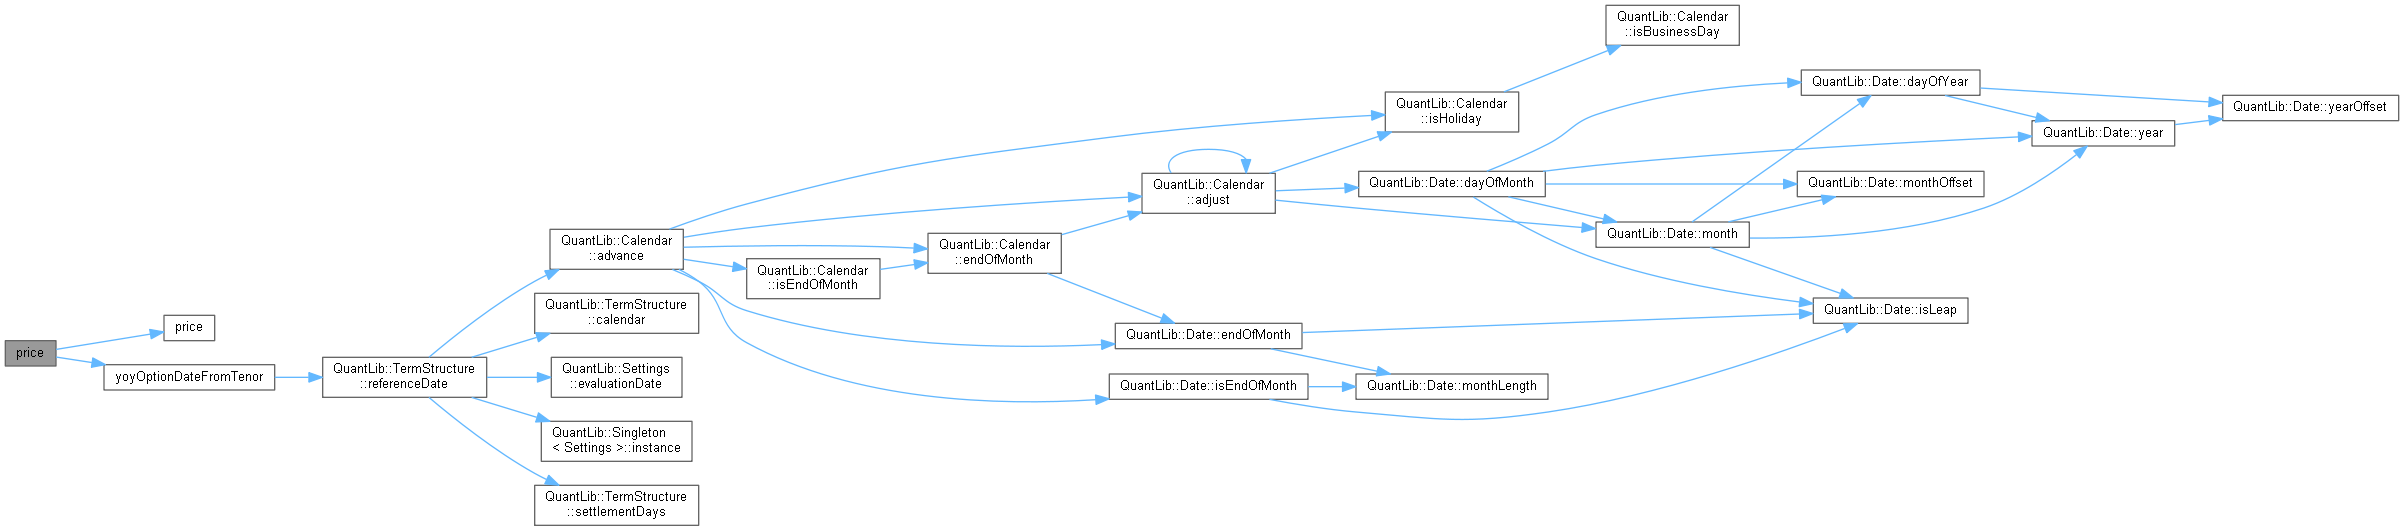 price
price
yoyOptionDateFromTenor
QuantLib::TermStructure
::referenceDate
QuantLib::Calendar
::advance
QuantLib::TermStructure
::calendar
QuantLib::Settings
::evaluationDate
QuantLib::Singleton
< Settings >::instance
QuantLib::TermStructure
::settlementDays
QuantLib::Calendar
::isEndOfMonth
QuantLib::Calendar
::endOfMonth
QuantLib::Calendar
::adjust
QuantLib::Date::endOfMonth
QuantLib::Date::isEndOfMonth
QuantLib::Calendar
::isHoliday
QuantLib::Date::dayOfMonth
QuantLib::Date::monthLength
QuantLib::Calendar
::isBusinessDay
QuantLib::Date::month
QuantLib::Date::dayOfYear
QuantLib::Date::monthOffset
QuantLib::Date::isLeap
QuantLib::Date::year
QuantLib::Date::yearOffset